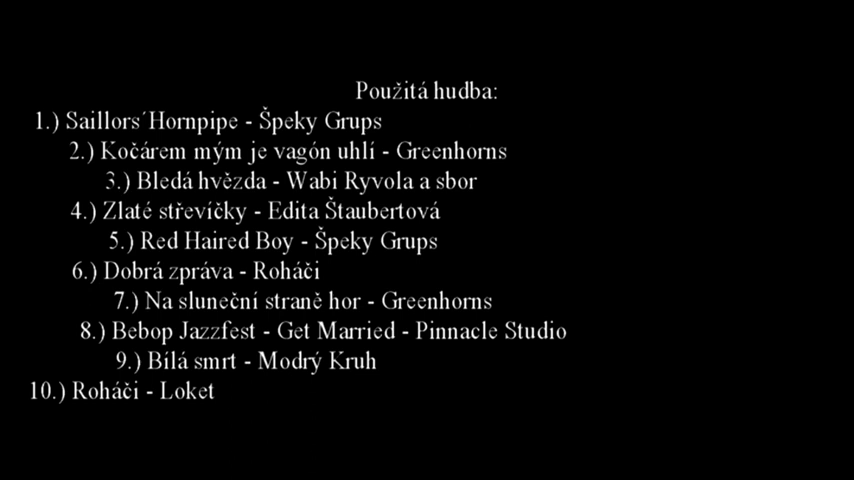 Použitá hudba:
1.) Saillors´Hornpipe - Špeky Grups
2.) Kočárem mým je vagón uhlí - Greenhorns
3.) Bledá hvězda - Wabi Ryvola a sbor
4.) Zlaté střevíčky - Edita Štaubertová
5.) Red Haired Boy - Špeky Grups
6.) Dobrá zpráva - Roháči
7.) Na sluneční straně hor - Greenhorns
8.) Bebop Jazzfest - Get Married - Pinnacle Studio
9.) Bílá smrt - Modrý Kruh
10.) Roháči - Loket